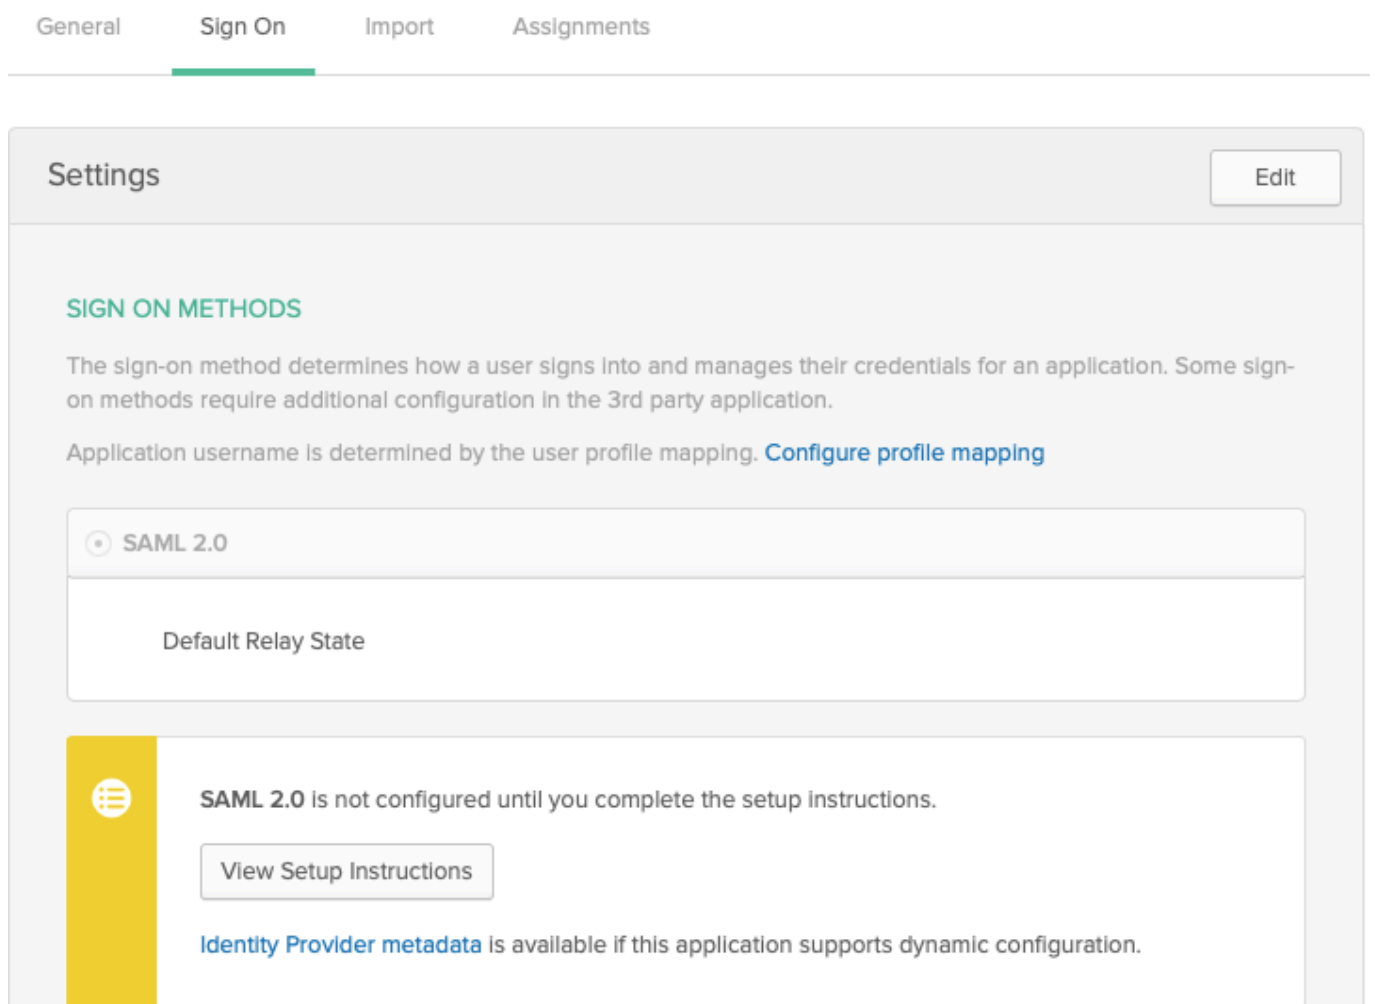 General Sign On Import Assignments
Settings
Edit
SIGN ON METHODS
The sign-on method determines how a user signs into and manages their credentials for an application. Some sign-
on methods require additional configuration in the 3rd party application.
Application username is determined by the user profile mapping. Configure profile mapping
SAML 2.0
Default Relay State
SAML 2.0 is not configured until you complete the setup instructions.
View Setup Instructions
Identity Provider metadata is available if this application supports dynamic configuration.